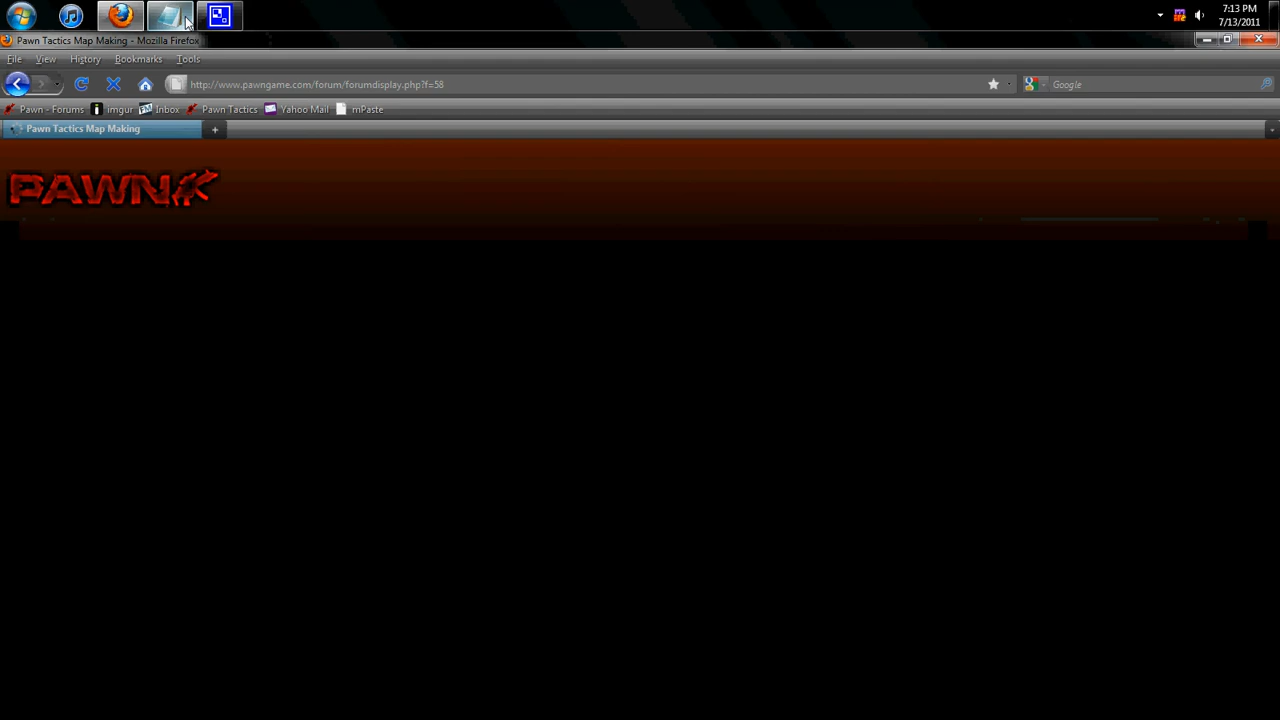 7:13 PM
7/13/2011
Pawn Tactics Map Making - Mozilla Firefox
File View History Bookmarks Tools
http://www.pawngame.com/forum/forumdisplay.php?f=58 Google
Pawn - Forums imgur Inbox Pawn Tactics Yahoo Mail mPaste
Pawn Tactics Map Making
PAWN